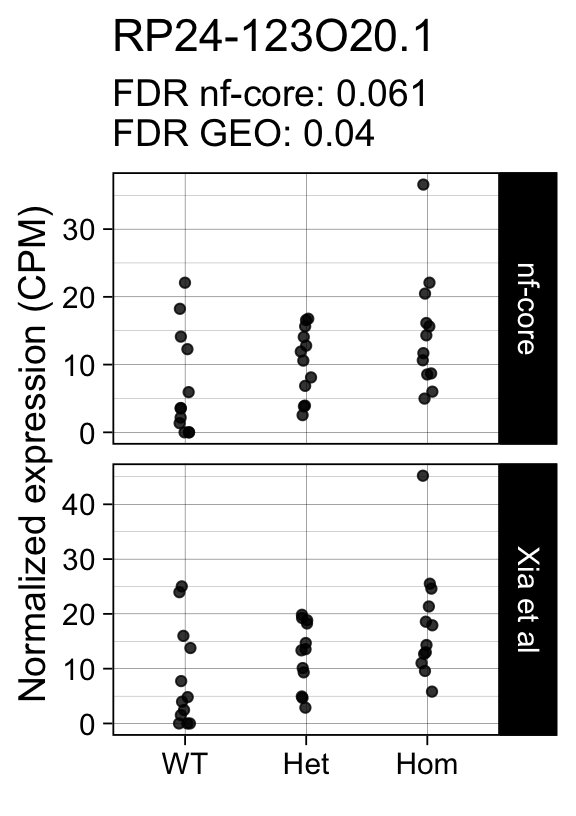 RP24-123O20.1
FDR nf-core: 0.061
FDR GEO: 0.04
Normalized expression (CPM)
30
20
10
0
nf-core
40
30
20
10
0
Xia et al
WT Het Hom